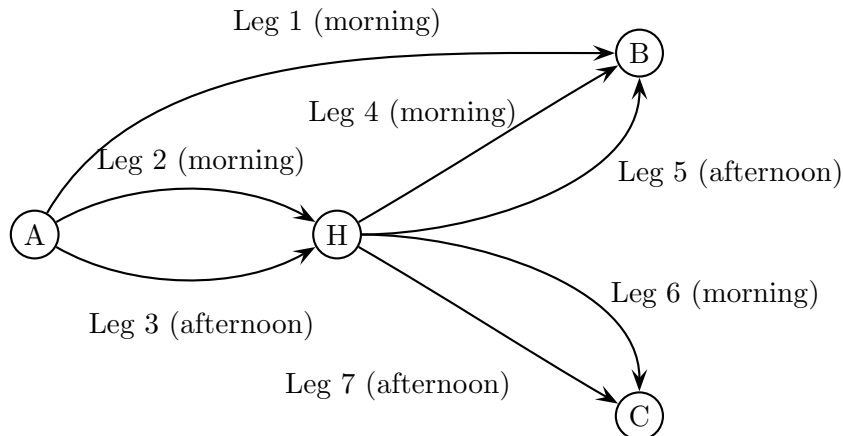 Leg 1 (morning)
B
Leg 4 (morning)
Leg 2 (morning)
Leg 5 (afternoon)
A
H
Leg 6 (morning)
Leg 3 (afternoon)
Leg 7 (afternoon)
C